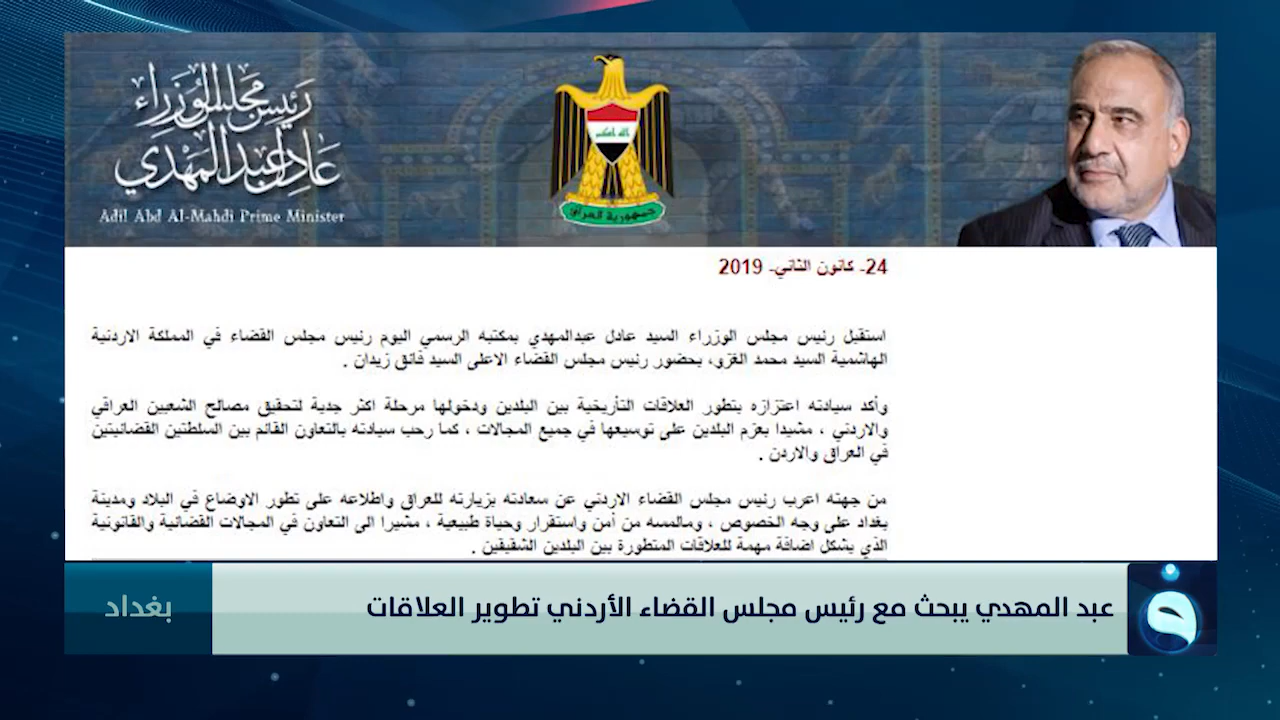 رئيس مجلس الوزراء
عادل عبد المهدي
Adil Abd Al-Mahdi Prime Minister
الله اكبر
جمهورية العراق
24- كانون الثاني- 2019
استقبل رئيس مجلس الوزراء السيد عادل عبدالمهدي بمكتبه الرسمي اليوم رئيس مجلس القضاء في المملكة الاردنية
الهاشمية السيد محمد الغزو، بحضور رئيس مجلس القضاء الاعلى السيد فائق زيدان .
وأكد سيادته اعتزازه بتطور العلاقات التأريخية بين البلدين ودخولها مرحلة اكثر جدية لتحقيق مصالح الشعبين العراقي
والاردني ، مشيدا بعزم البلدين على توسيعها في جميع المجالات ، كما رحب سيادته بالتعاون القائم بين السلطتين القضائيتين
في العراق والاردن .
من جهته اعرب رئيس مجلس القضاء الاردني عن سعادته بزيارته للعراق واطلاعه على تطور الاوضاع في البلاد ومدينة
بغداد على وجه الخصوص ، ومالمسه من أمن واستقرار وحياة طبيعية ، مشيرا الى التعاون في المجالات القضائية والقانونية
الذي يشكل اضافة مهمة للعلاقات المتطورة بين البلدين الشقيقين .
عبد المهدي يبحث مع رئيس مجلس القضاء الأردني تطوير العلاقات
بغداد